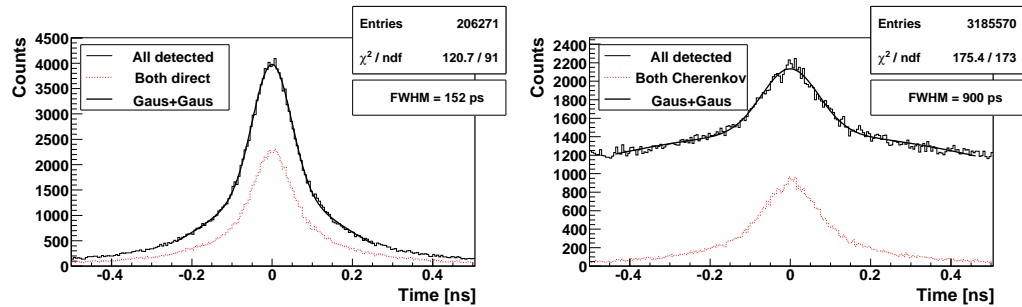 Entries 206271
χ² / ndf 120.7 / 91
FWHM = 152 ps
All detected
Both direct
Gaus+Gaus
Counts
4500
4000
3500
3000
2500
2000
1500
1000
500
0
-0.4 -0.2 0 0.2 0.4
Time [ns]
Entries 3185570
χ² / ndf 175.4 / 173
FWHM = 900 ps
All detected
Both Cherenkov
Gaus+Gaus
Counts
2400
2200
2000
1800
1600
1400
1200
1000
800
600
400
200
0
-0.4 -0.2 0 0.2 0.4
Time [ns]